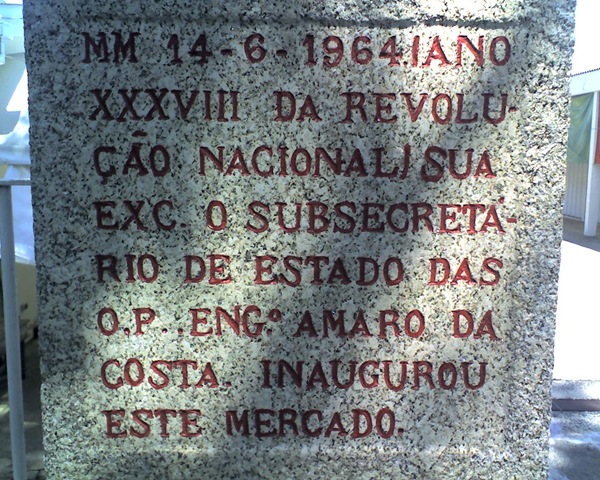 MM 14-6-1964./ANO
XXXVIII DA REVOLU-
ÇÃO NACIONAL/SUA
EXC. O SUBSECRETÁ-
RIO DE ESTADO DAS
O.P. ENG.º AMARO DA
COSTA INAUGUROU
ESTE MERCADO.